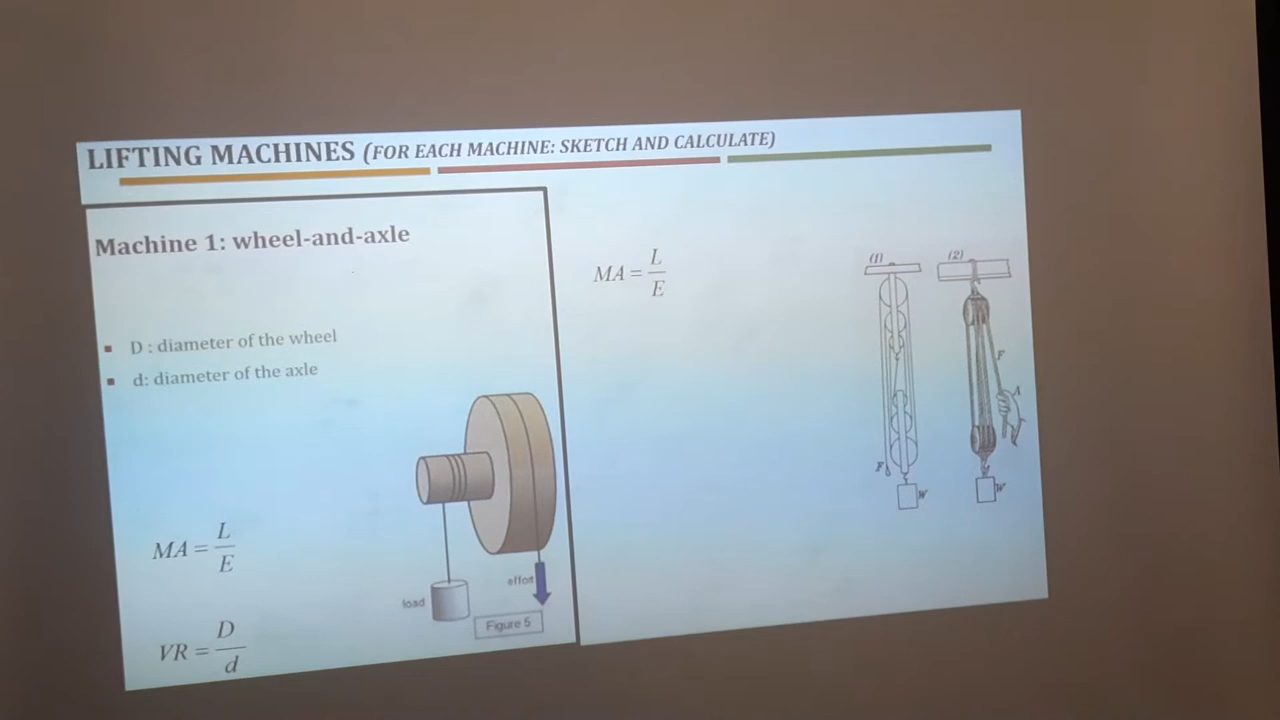 LIFTING MACHINES (FOR EACH MACHINE: SKETCH AND CALCULATE)
Machine 1: wheel-and-axle
D : diameter of the wheel
d: diameter of the axle
MA = L/E
VR = D/d
load
effort
Figure 5
MA = L/E
(1)
(2)
F
W
F
A
W